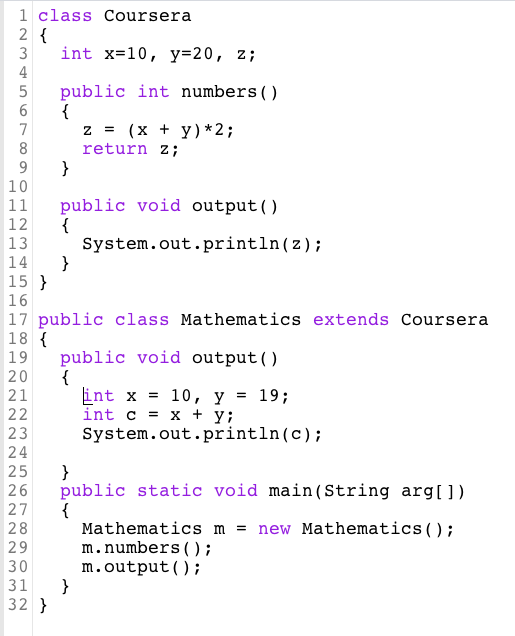 1 class Coursera
2 {
3   int x=10, y=20, z;
4
5   public int numbers()
6   {
7     z = (x + y)*2;
8     return z;
9   }
10
11   public void output()
12   {
13     System.out.println(z);
14   }
15 }
16
17 public class Mathematics extends Coursera
18 {
19   public void output()
20   {
21     int x = 10, y = 19;
22     int c = x + y;
23     System.out.println(c);
24
25   }
26   public static void main(String arg[])
27   {
28     Mathematics m = new Mathematics();
29     m.numbers();
30     m.output();
31   }
32 }